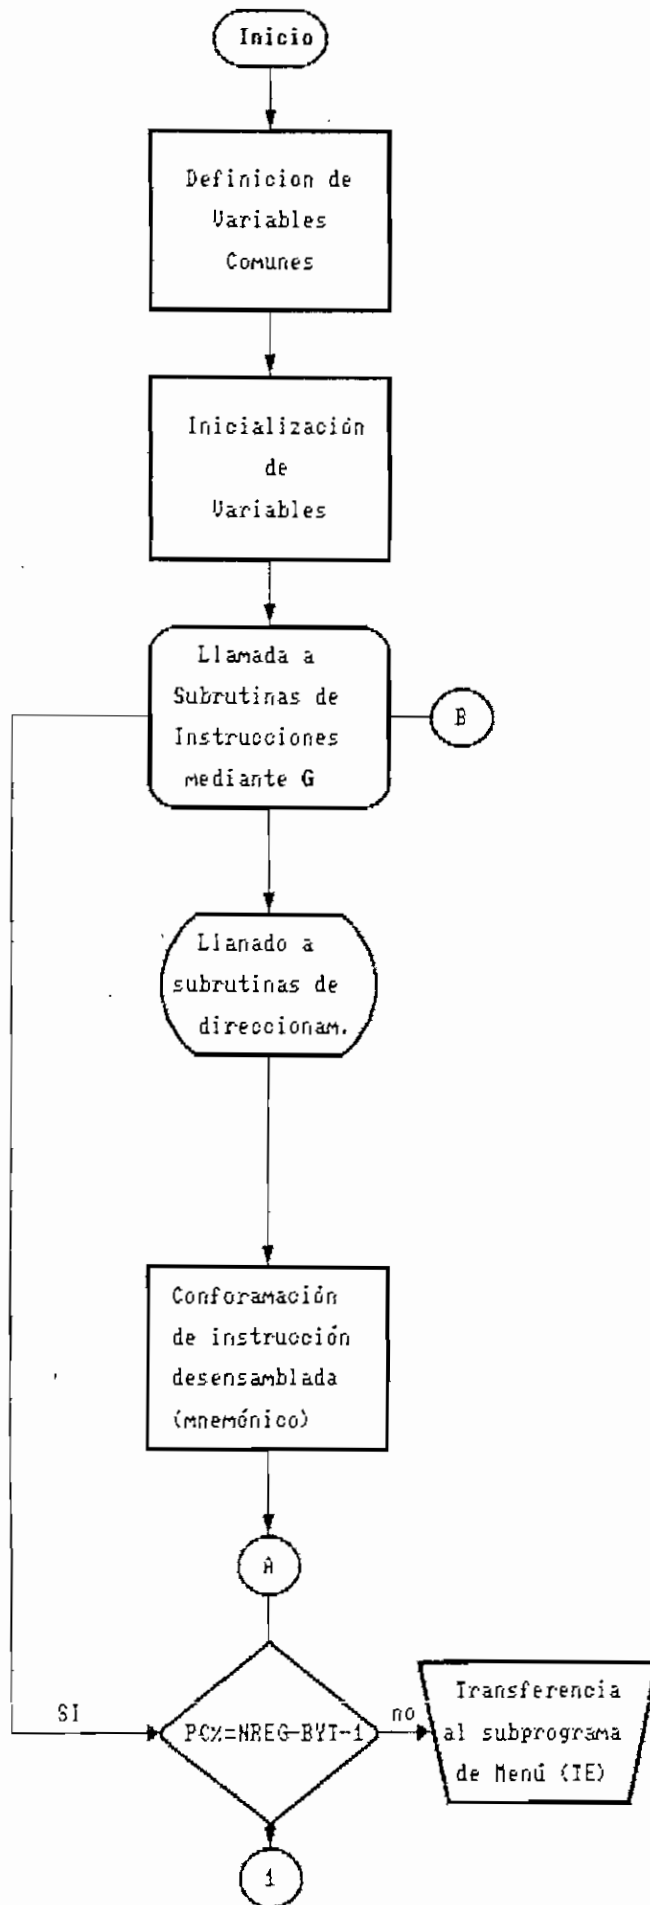 Inicio
Definicion de
Variables
Comunes
Inicialización
de
Variables
Llamada a
Subrutinas de
Instrucciones
mediante G
B
Llanado a
subrutinas de
direccionam.
Conforamación
de instrucción
desensamblada
(mnemónico)
A
SI
PC%=NREG-BYT-1
no
Transferencia
al subprograma
de Menú (IE)
1